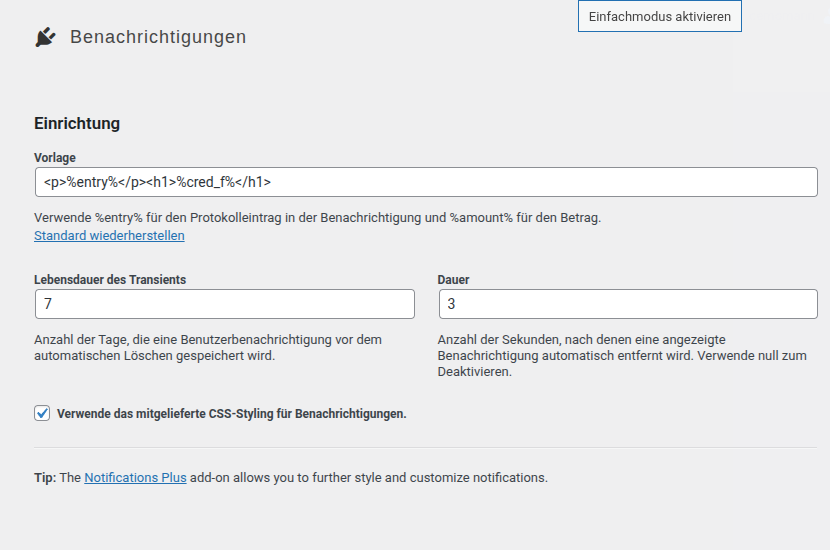 Einfachmodus aktivieren
Benachrichtigungen
Einrichtung
Vorlage
<p>%entry%</p><h1>%cred_f%</h1>
Verwende %entry% für den Protokolleintrag in der Benachrichtigung und %amount% für den Betrag.
Standard wiederherstellen
Lebensdauer des Transients
7
Anzahl der Tage, die eine Benutzerbenachrichtigung vor dem
automatischen Löschen gespeichert wird.
Dauer
3
Anzahl der Sekunden, nach denen eine angezeigte
Benachrichtigung automatisch entfernt wird. Verwende null zum
Deaktivieren.
Verwende das mitgelieferte CSS-Styling für Benachrichtigungen.
Tip: The Notifications Plus add-on allows you to further style and customize notifications.